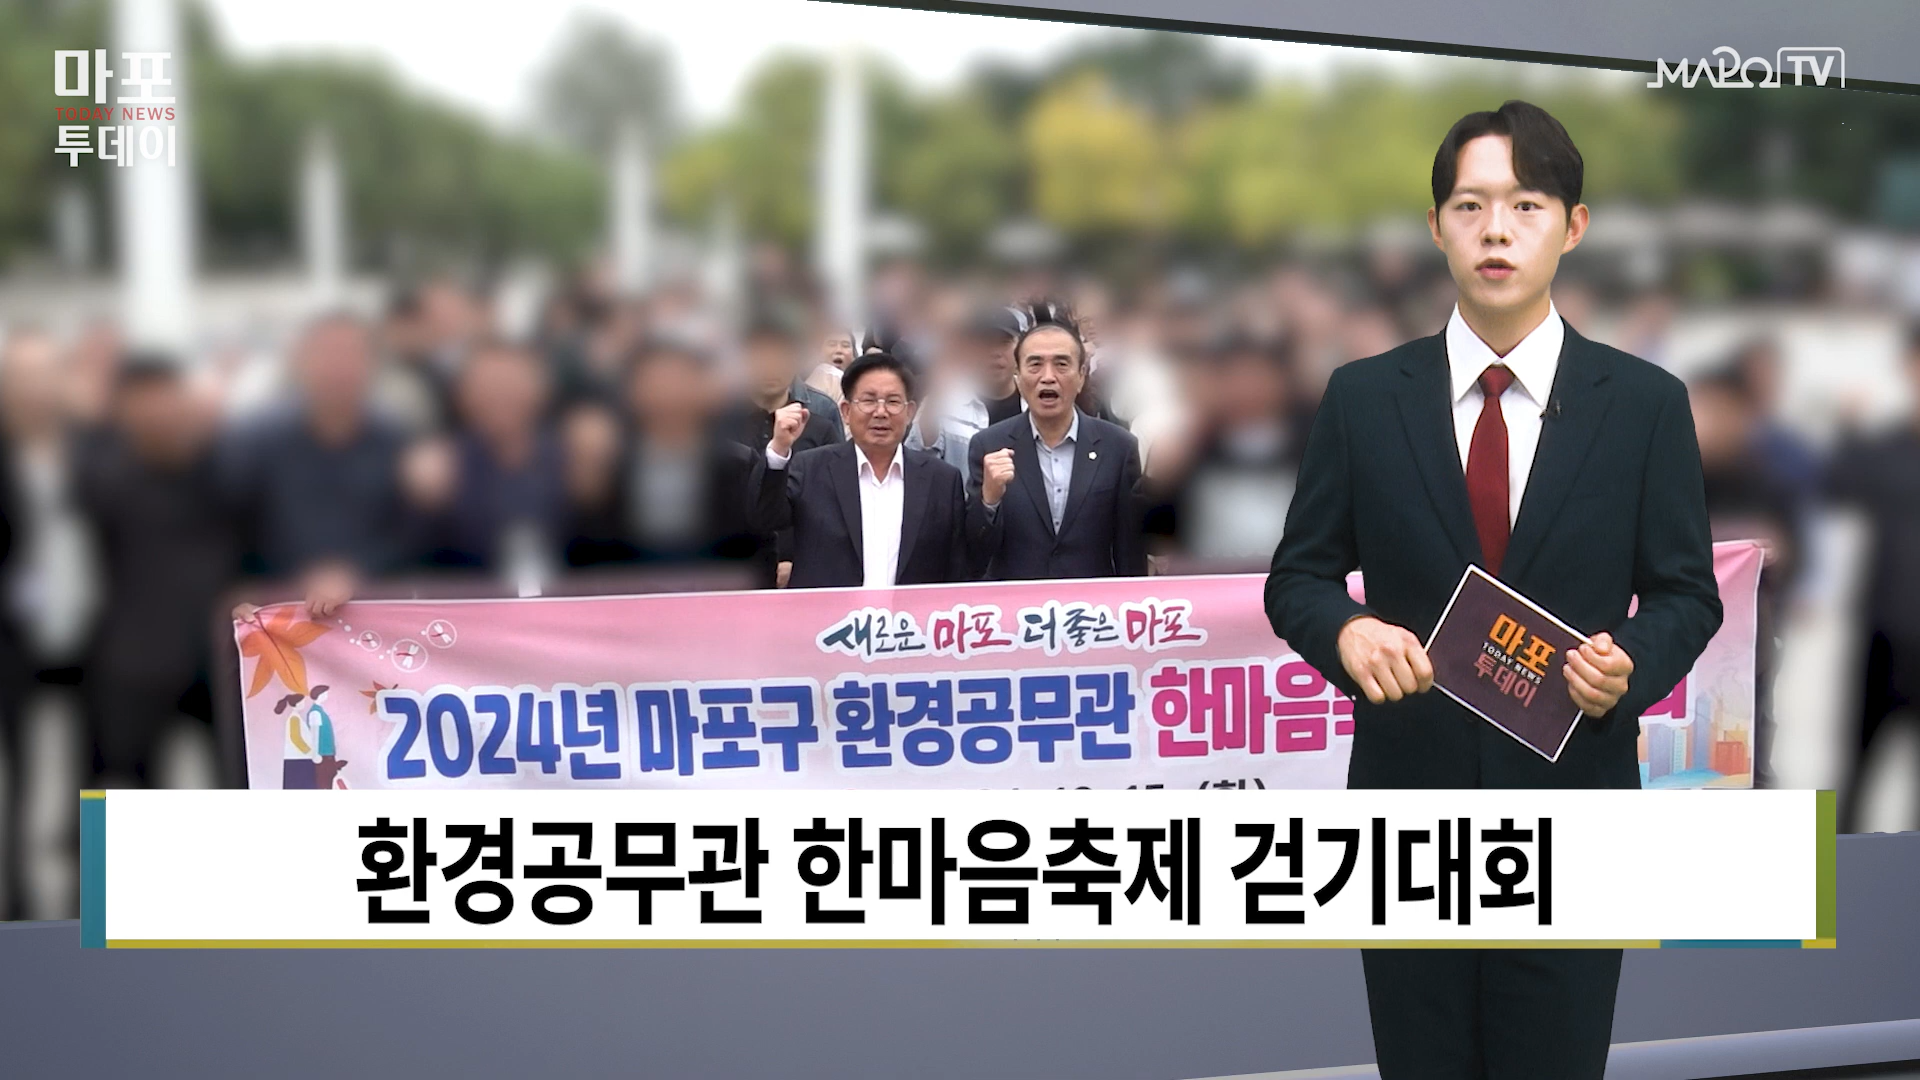 마포
TODAY NEWS
투데이
MAPO TV
새로운 마포 더 좋은 마포
2024년 마포구 환경공무관 한마음
마포
TODAY NEWS
투데이
환경공무관 한마음축제 걷기대회